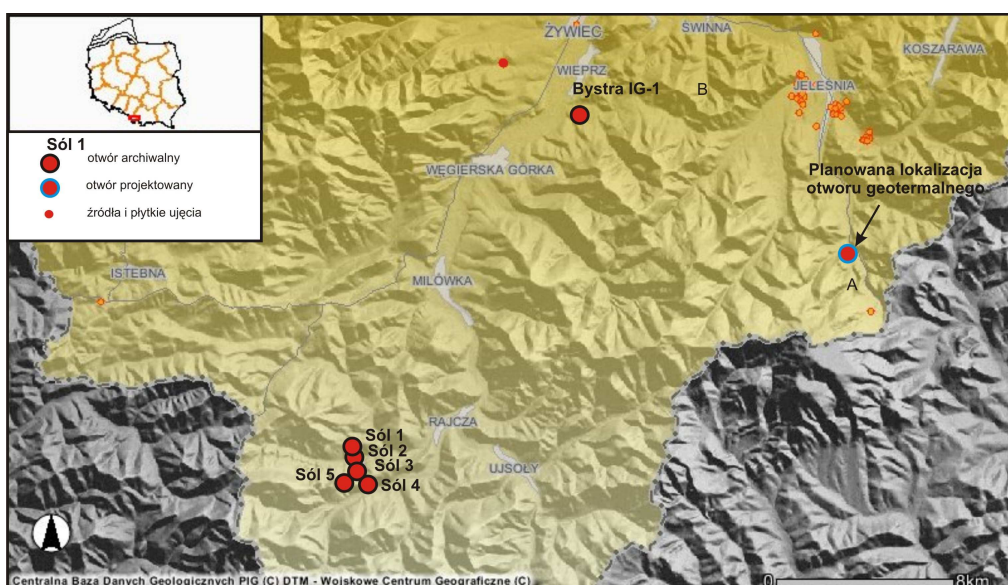 Sól 1
otwór archiwalny
otwór projektowany
źródła i płytkie ujęcia
ŻYWIEC
ŚWINNA
KOSZARAWA
WIEPRZ
JELEŚNIA
Bystra IG-1
B
WĘGIERSKA GÓRKA
Planowana lokalizacja
otworu geotermalnego
ISTEBNA
MILÓWKA
A
RAJCZA
Sól 1
Sól 2
Sól 3
Sól 5
Sól 4
UJSOŁY
Centralna Baza Danych Geologicznych PIG (C) DTM - Wojskowe Centrum Geograficzne (C)
0
8km